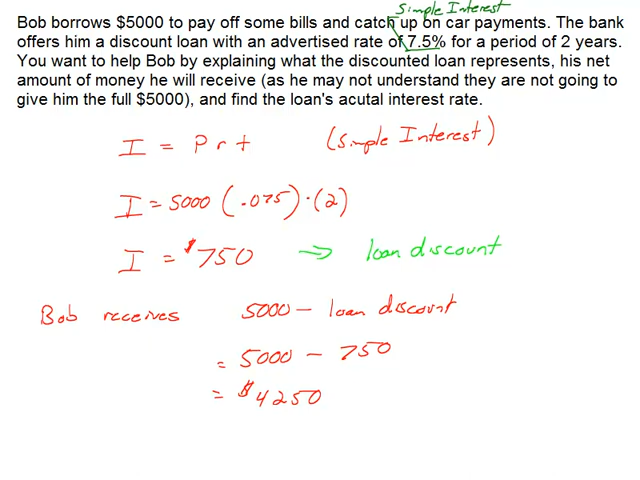 Simple Interest
Bob borrows $5000 to pay off some bills and catch up on car payments. The bank
offers him a discount loan with an advertised rate of 7.5% for a period of 2 years.
You want to help Bob by explaining what the discounted loan represents, his net
amount of money he will receive (as he may not understand they are not going to
give him the full $5000), and find the loan's acutal interest rate.
I = P r t (Simple Interest)
I = 5000 (.075) · (2)
I = $750 ⇒ loan discount
Bob receives 5000 - loan discount
= 5000 - 750
= $4250